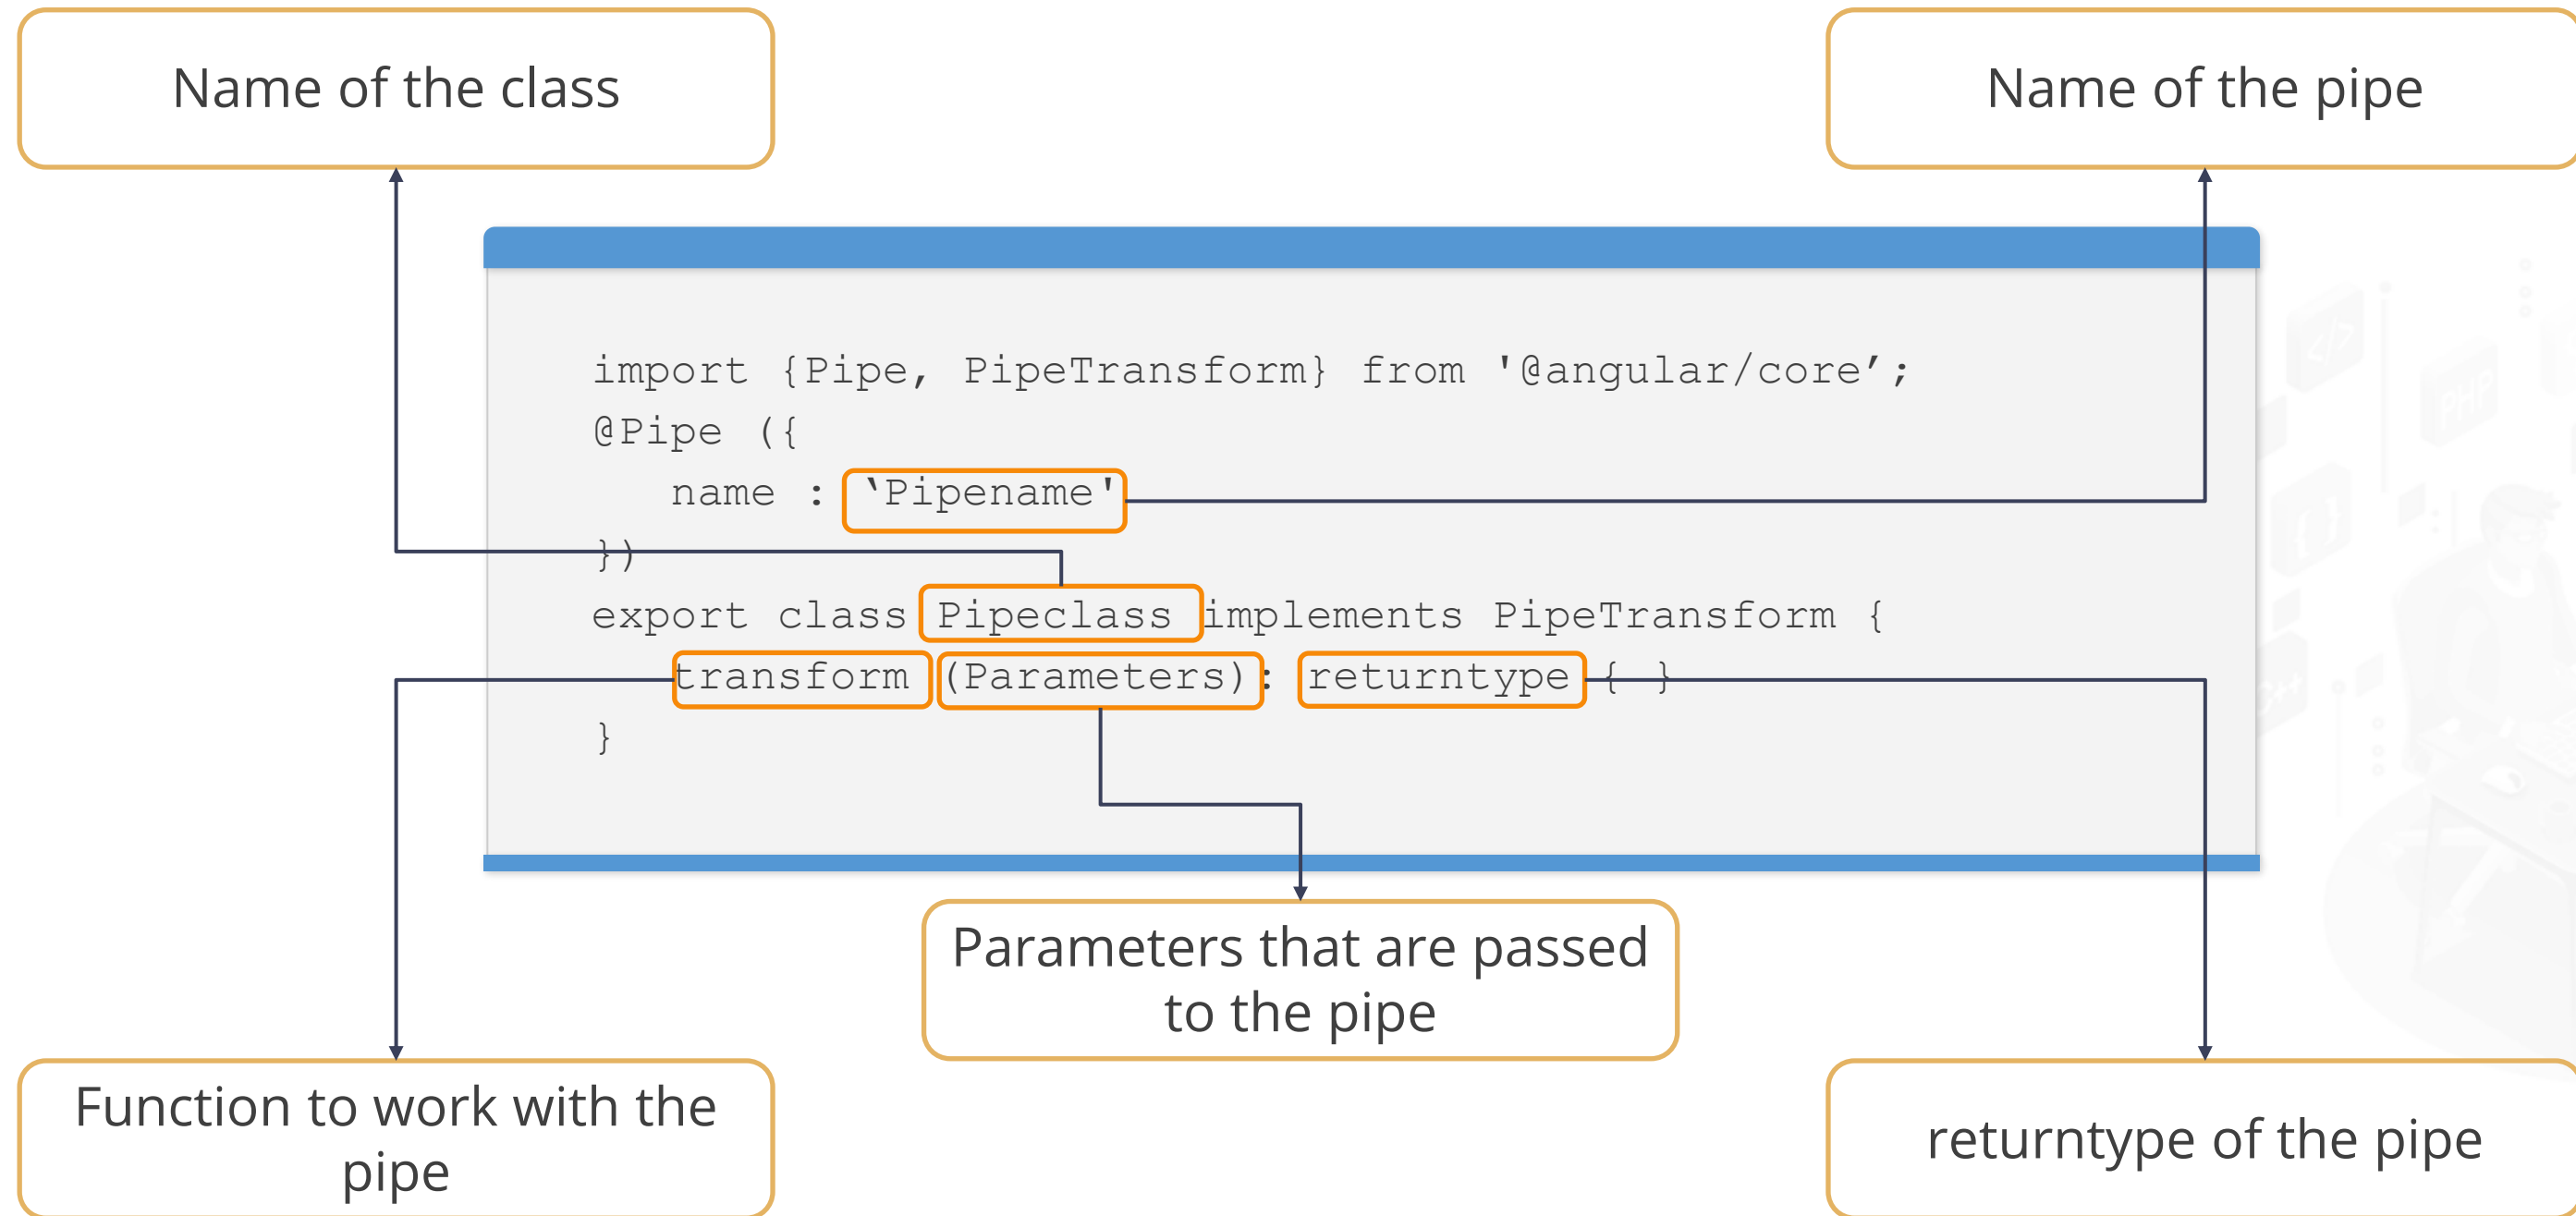 Name of the class
Name of the pipe
import {Pipe, PipeTransform} from '@angular/core’;
@Pipe ({
name : ‘Pipename'
})
export class Pipeclass implements PipeTransform {
transform (Parameters): returntype { }
}
Parameters that are passed
to the pipe
Function to work with the
pipe
returntype of the pipe